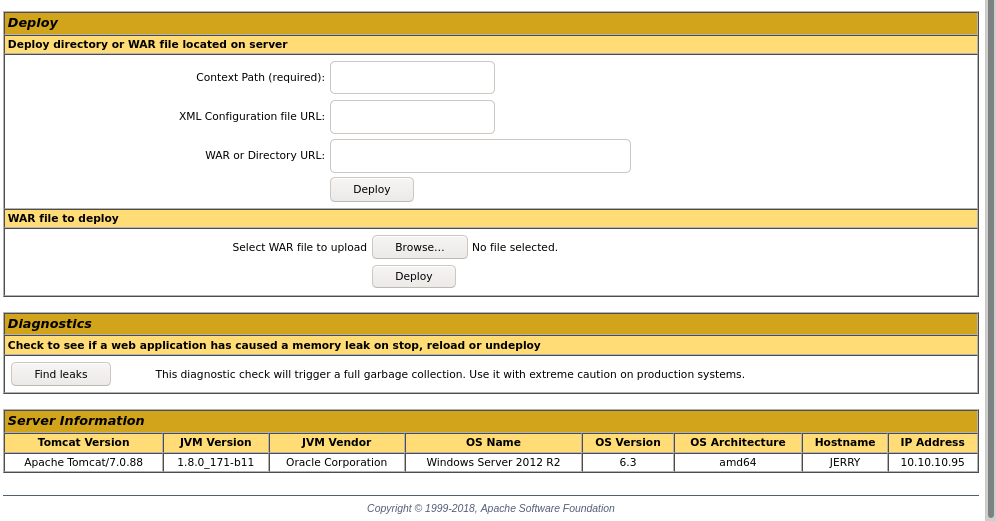 Deploy
Deploy directory or WAR file located on server
Context Path (required):
XML Configuration file URL:
WAR or Directory URL:
Deploy
WAR file to deploy
Select WAR file to upload Browse... No file selected.
Deploy
Diagnostics
Check to see if a web application has caused a memory leak on stop, reload or undeploy
Find leaks This diagnostic check will trigger a full garbage collection. Use it with extreme caution on production systems.
Server Information
Tomcat Version JVM Version JVM Vendor OS Name OS Version OS Architecture Hostname IP Address
Apache Tomcat/7.0.88 1.8.0_171-b11 Oracle Corporation Windows Server 2012 R2 6.3 amd64 JERRY 10.10.10.95
Copyright © 1999-2018, Apache Software Foundation